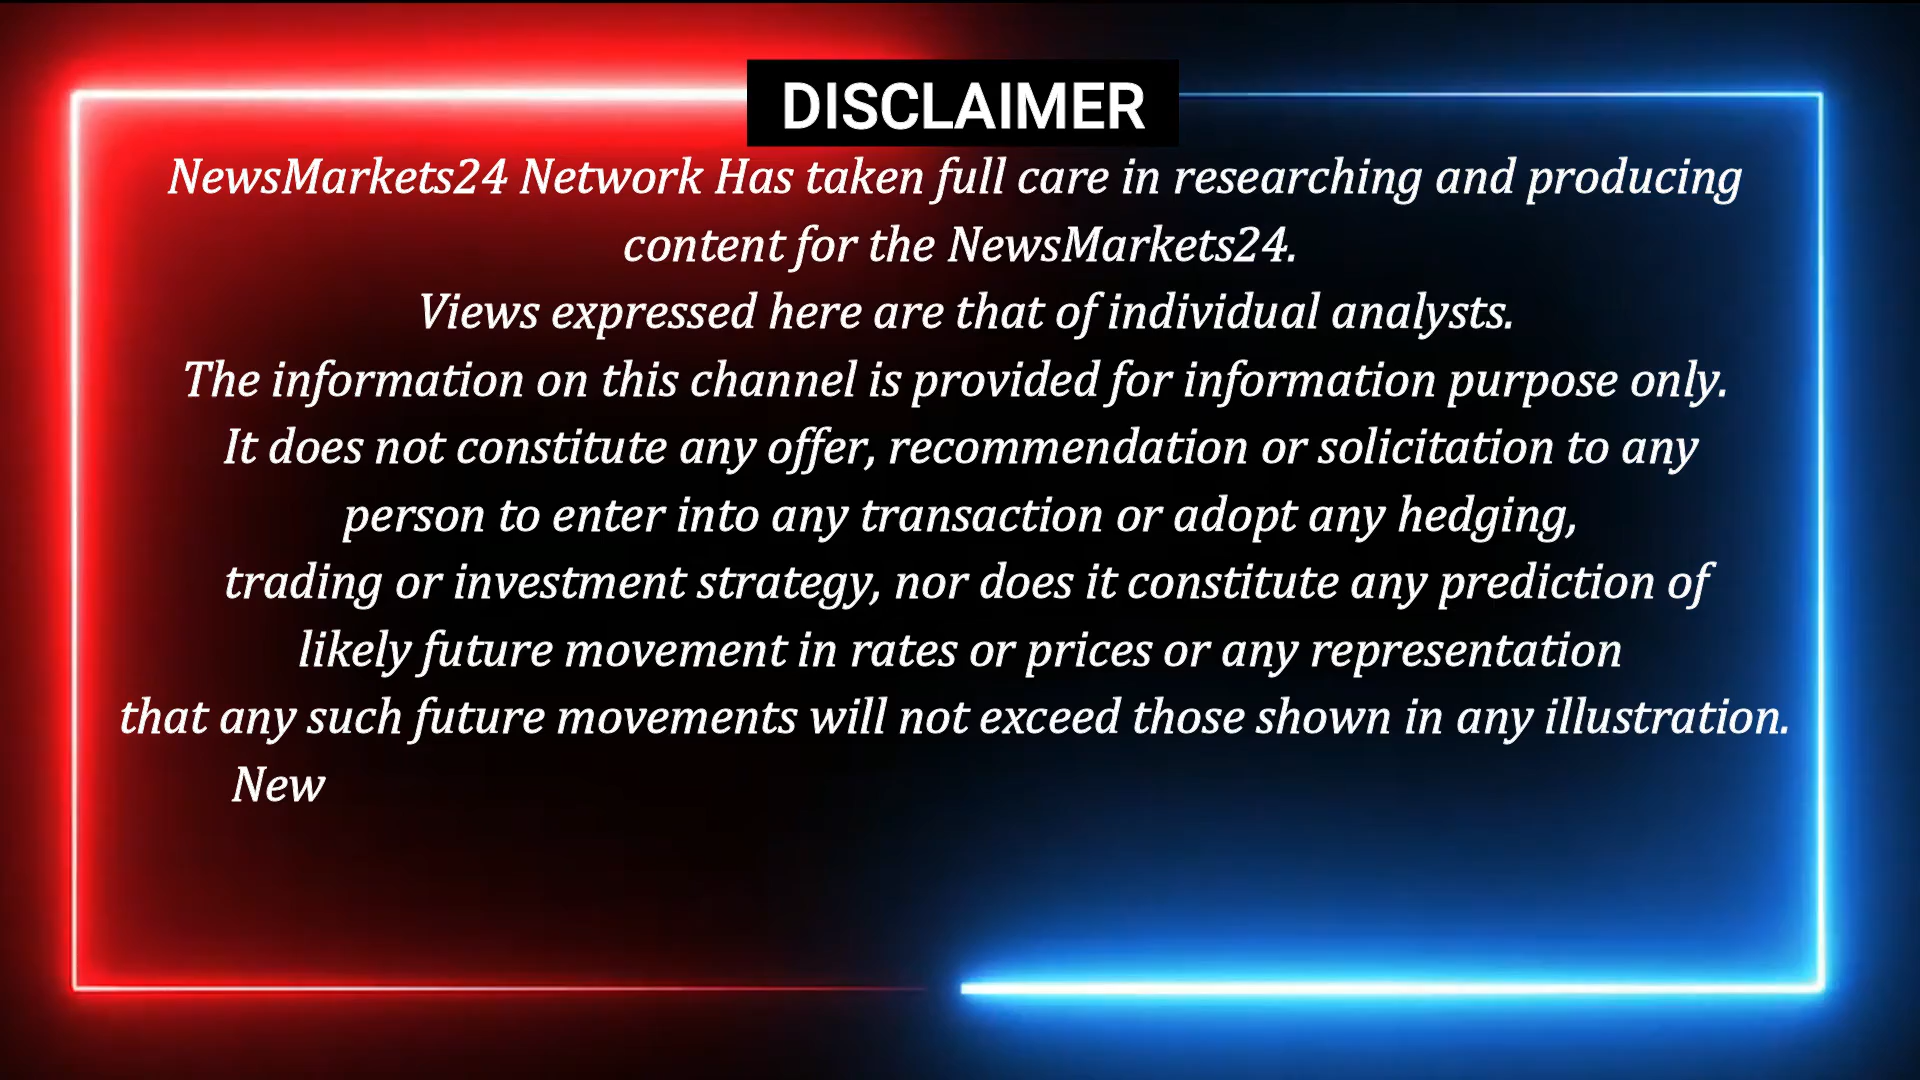 DISCLAIMER
NewsMarkets24 Network Has taken full care in researching and producing
content for the NewsMarkets24.
Views expressed here are that of individual analysts.
The information on this channel is provided for information purpose only.
It does not constitute any offer, recommendation or solicitation to any
person to enter into any transaction or adopt any hedging,
trading or investment strategy, nor does it constitute any prediction of
likely future movement in rates or prices or any representation
that any such future movements will not exceed those shown in any illustration.
New